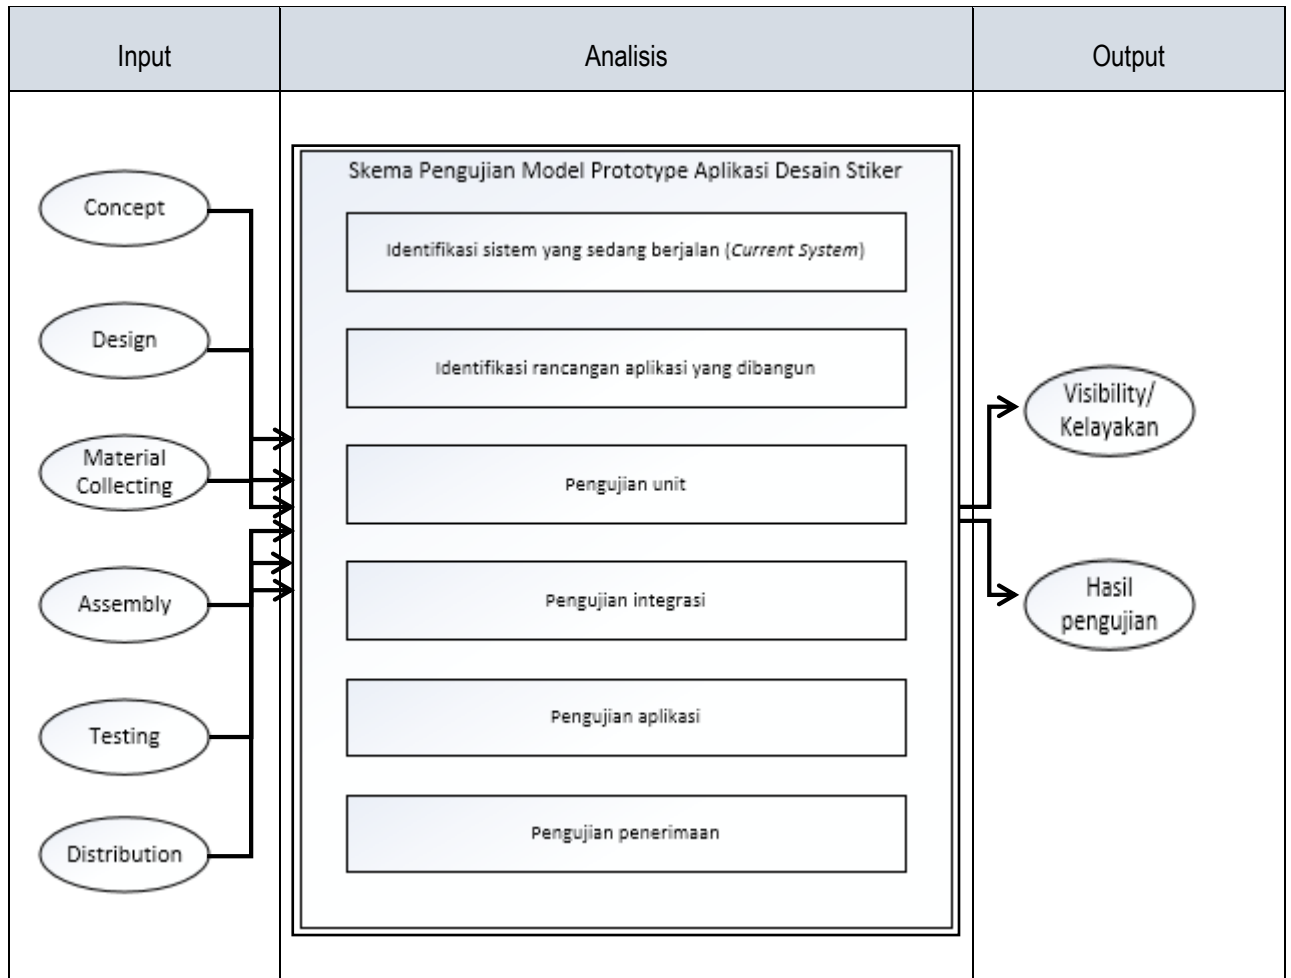 Input
Analisis
Output
Concept
Design
Material
Collecting
Assembly
Testing
Distribution
Skema Pengujian Model Prototype Aplikasi Desain Stiker
Identifikasi sistem yang sedang berjalan (Current System)
Identifikasi rancangan aplikasi yang dibangun
Pengujian unit
Pengujian integrasi
Pengujian aplikasi
Pengujian penerimaan
Visibility/
Kelayakan
Hasil
pengujian